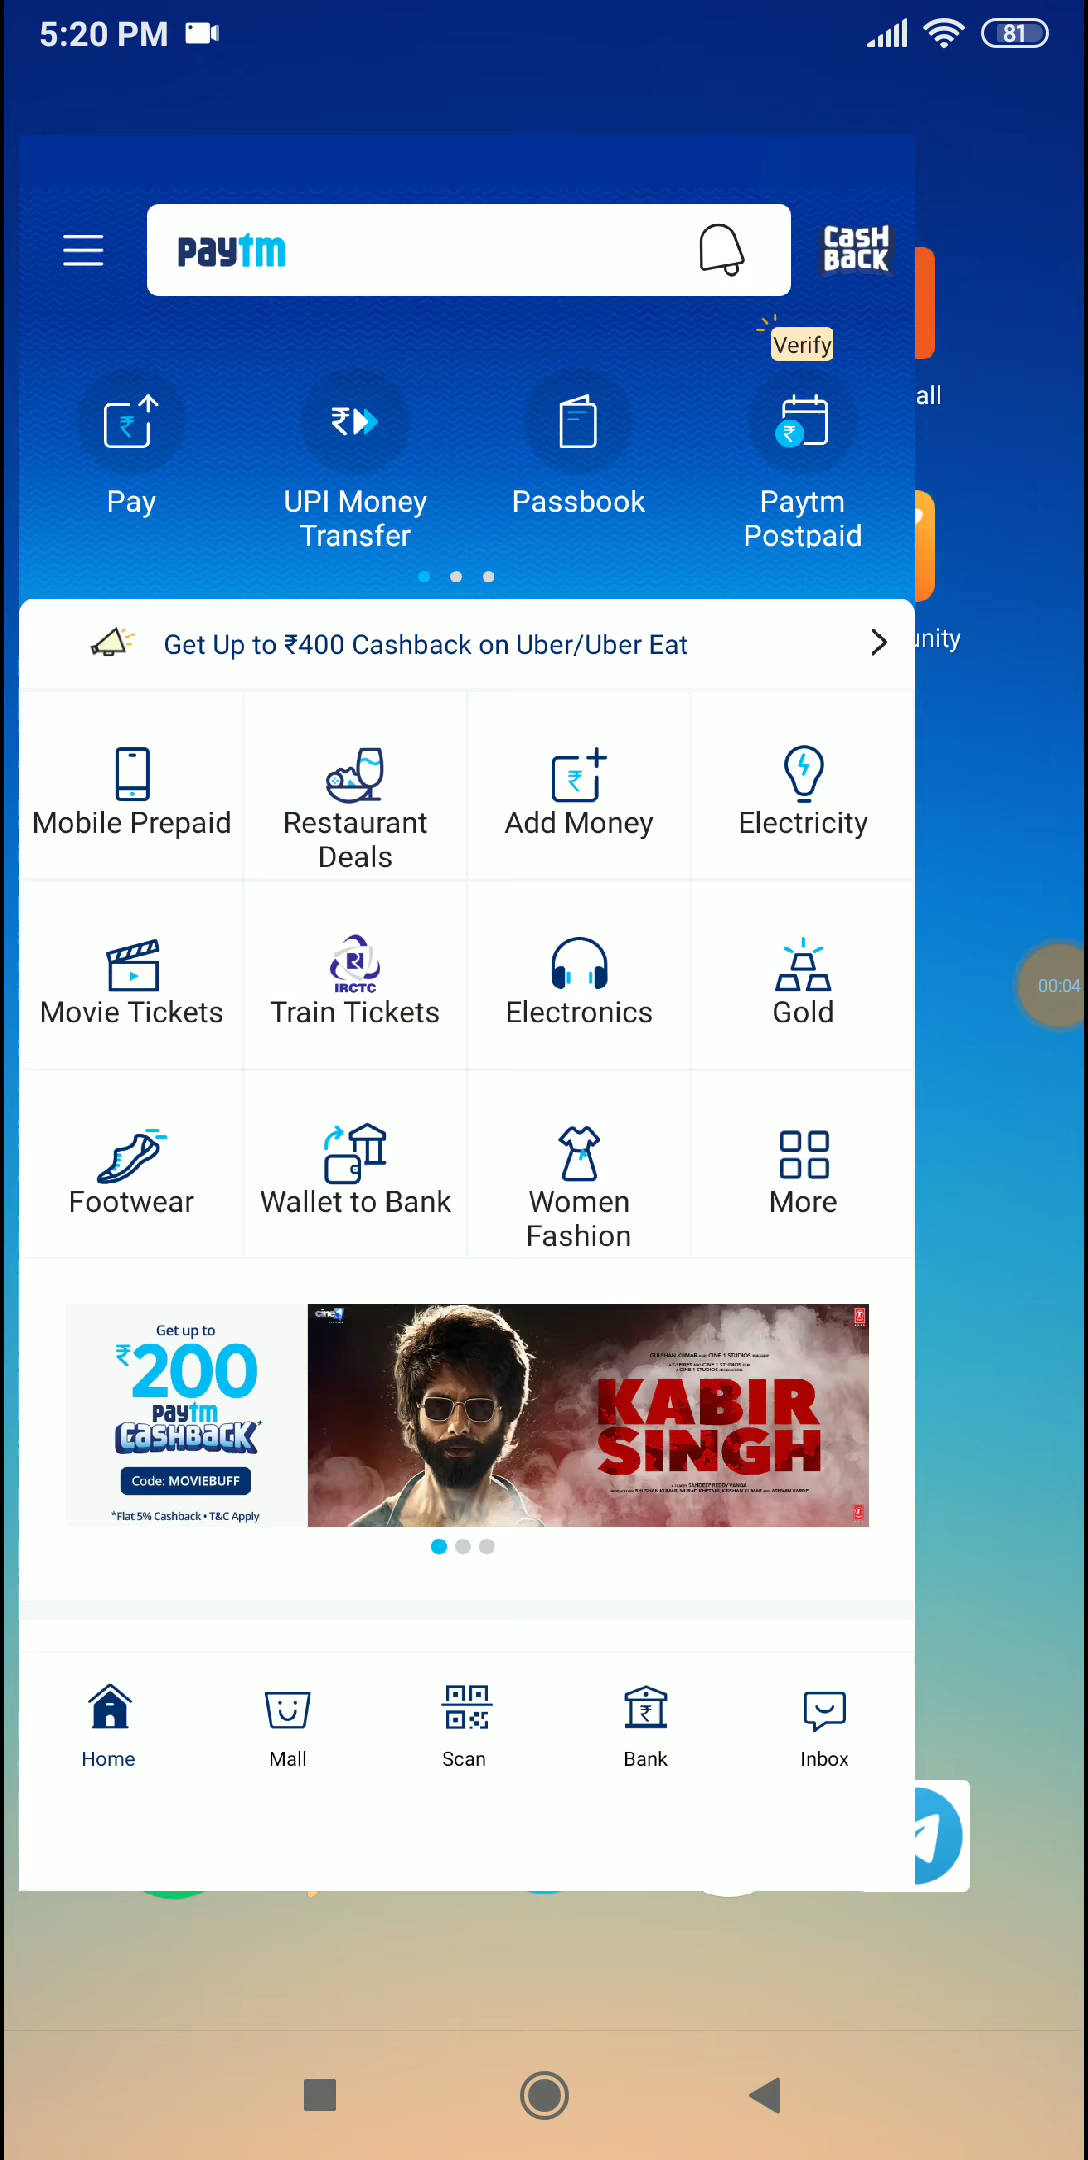 5:20 PM
81
paytm
CASH
BACK
Verify
all
Pay
UPI Money
Transfer
Passbook
Paytm
Postpaid
Get Up to ₹400 Cashback on Uber/Uber Eat
unity
Mobile Prepaid
Restaurant
Deals
Add Money
Electricity
IRCTC
Movie Tickets
Train Tickets
Electronics
Gold
00:04
Footwear
Wallet to Bank
Women
Fashion
More
Get up to
₹200
paytm
CASHBACK*
Code: MOVIEBUFF
*Flat 5% Cashback • T&C Apply
KABIR
SINGH
Home
Mall
Scan
Bank
Inbox